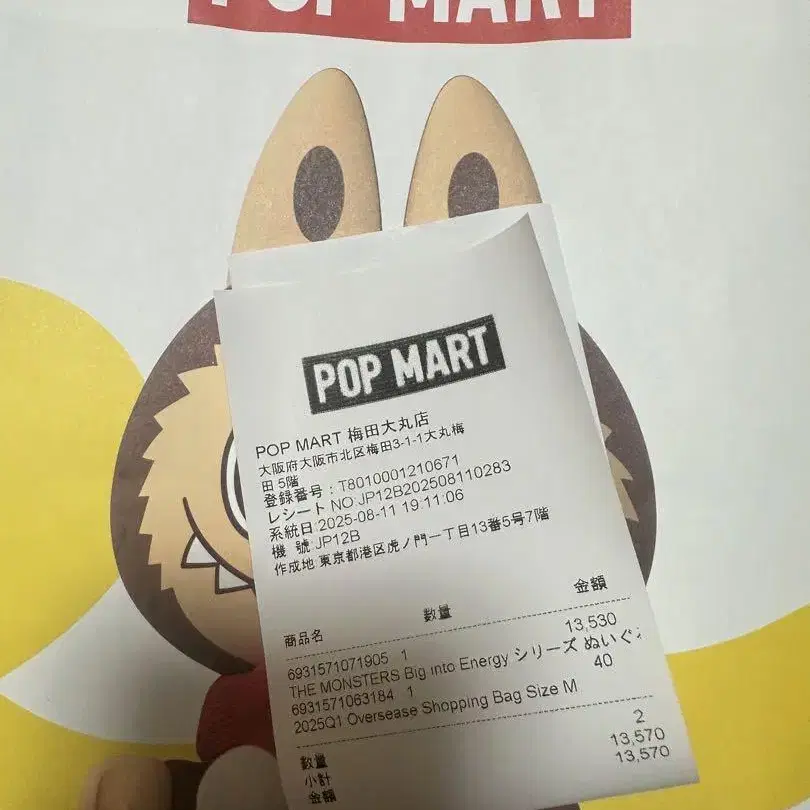 POP MART
POP MART
POP MART 梅田大丸店
大阪府大阪市北区梅田3-1-1大丸梅
田 5階
登録番号:T8010001210671
レシート NO:JP12B202508110283
系統日:2025-08-11 19:11:06
機 號:JP12B
作成地:東京都港区虎ノ門一丁目13番5号7階
商品名 数量 金額
6931571071905 1 13,530
THE MONSTERS Big into Energy シリーズ ぬいぐ
6931571063184 1 40
2025Q1 Oversease Shopping Bag Size M
数量 2
小計 13,570
金額 13,570